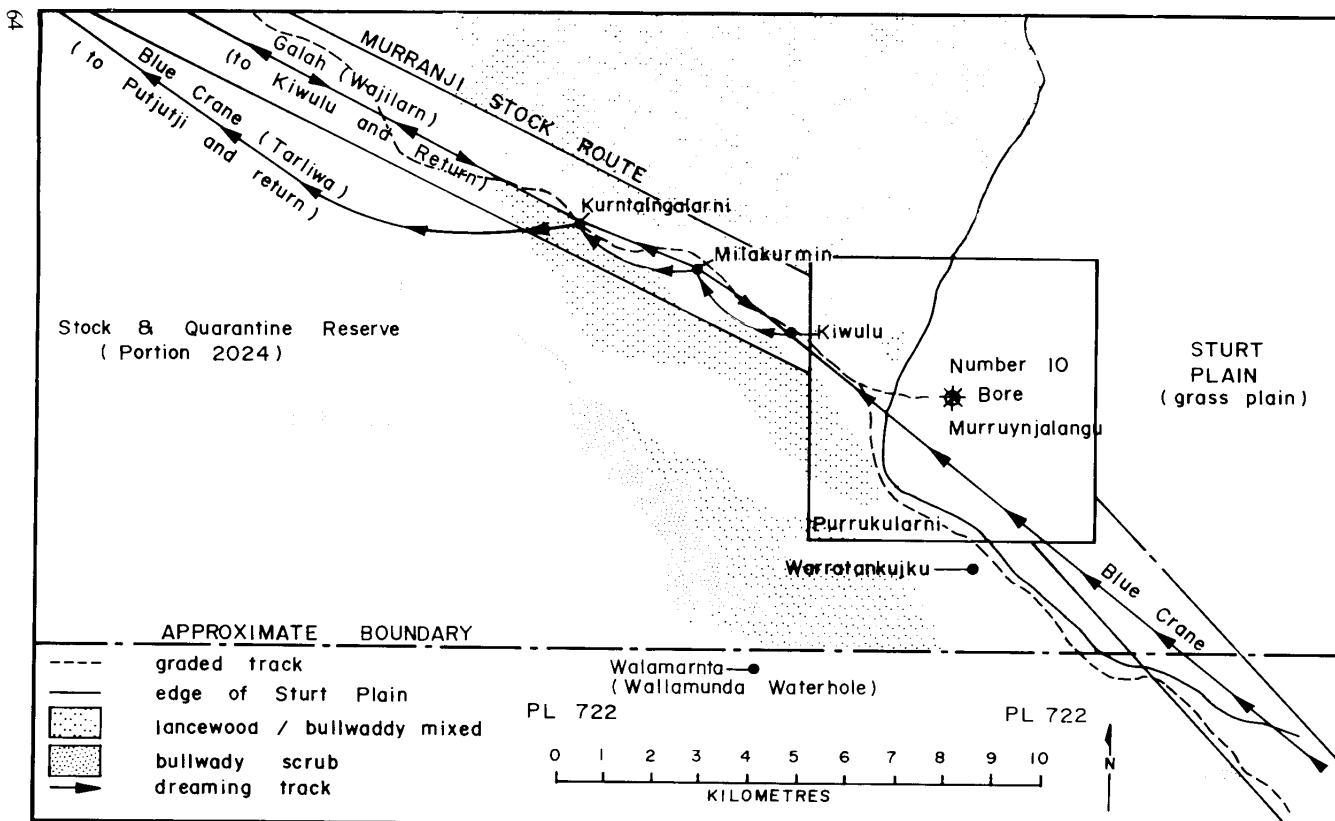 64
MURRANJI STOCK ROUTE
Galah (Wajilarn)
(to Kiwulu and Return)
Blue Crane (Tarliwa)
( to Putjutji and return )
Kurntalngalarni
Milakurmin
Kiwulu
Stock & Quarantine Reserve
( Portion 2024 )
Number 10
Bore
Murruynjalangu
STURT
PLAIN
(grass plain)
Purrukularni
Warratankujku
Blue Crane
APPROXIMATE BOUNDARY
graded track
edge of Sturt Plain
lancewood / bullwaddy mixed
bullwady scrub
dreaming track
Walamarnta
(Wallamunda Waterhole)
PL 722
PL 722
0 1 2 3 4 5 6 7 8 9 10
KILOMETRES
N